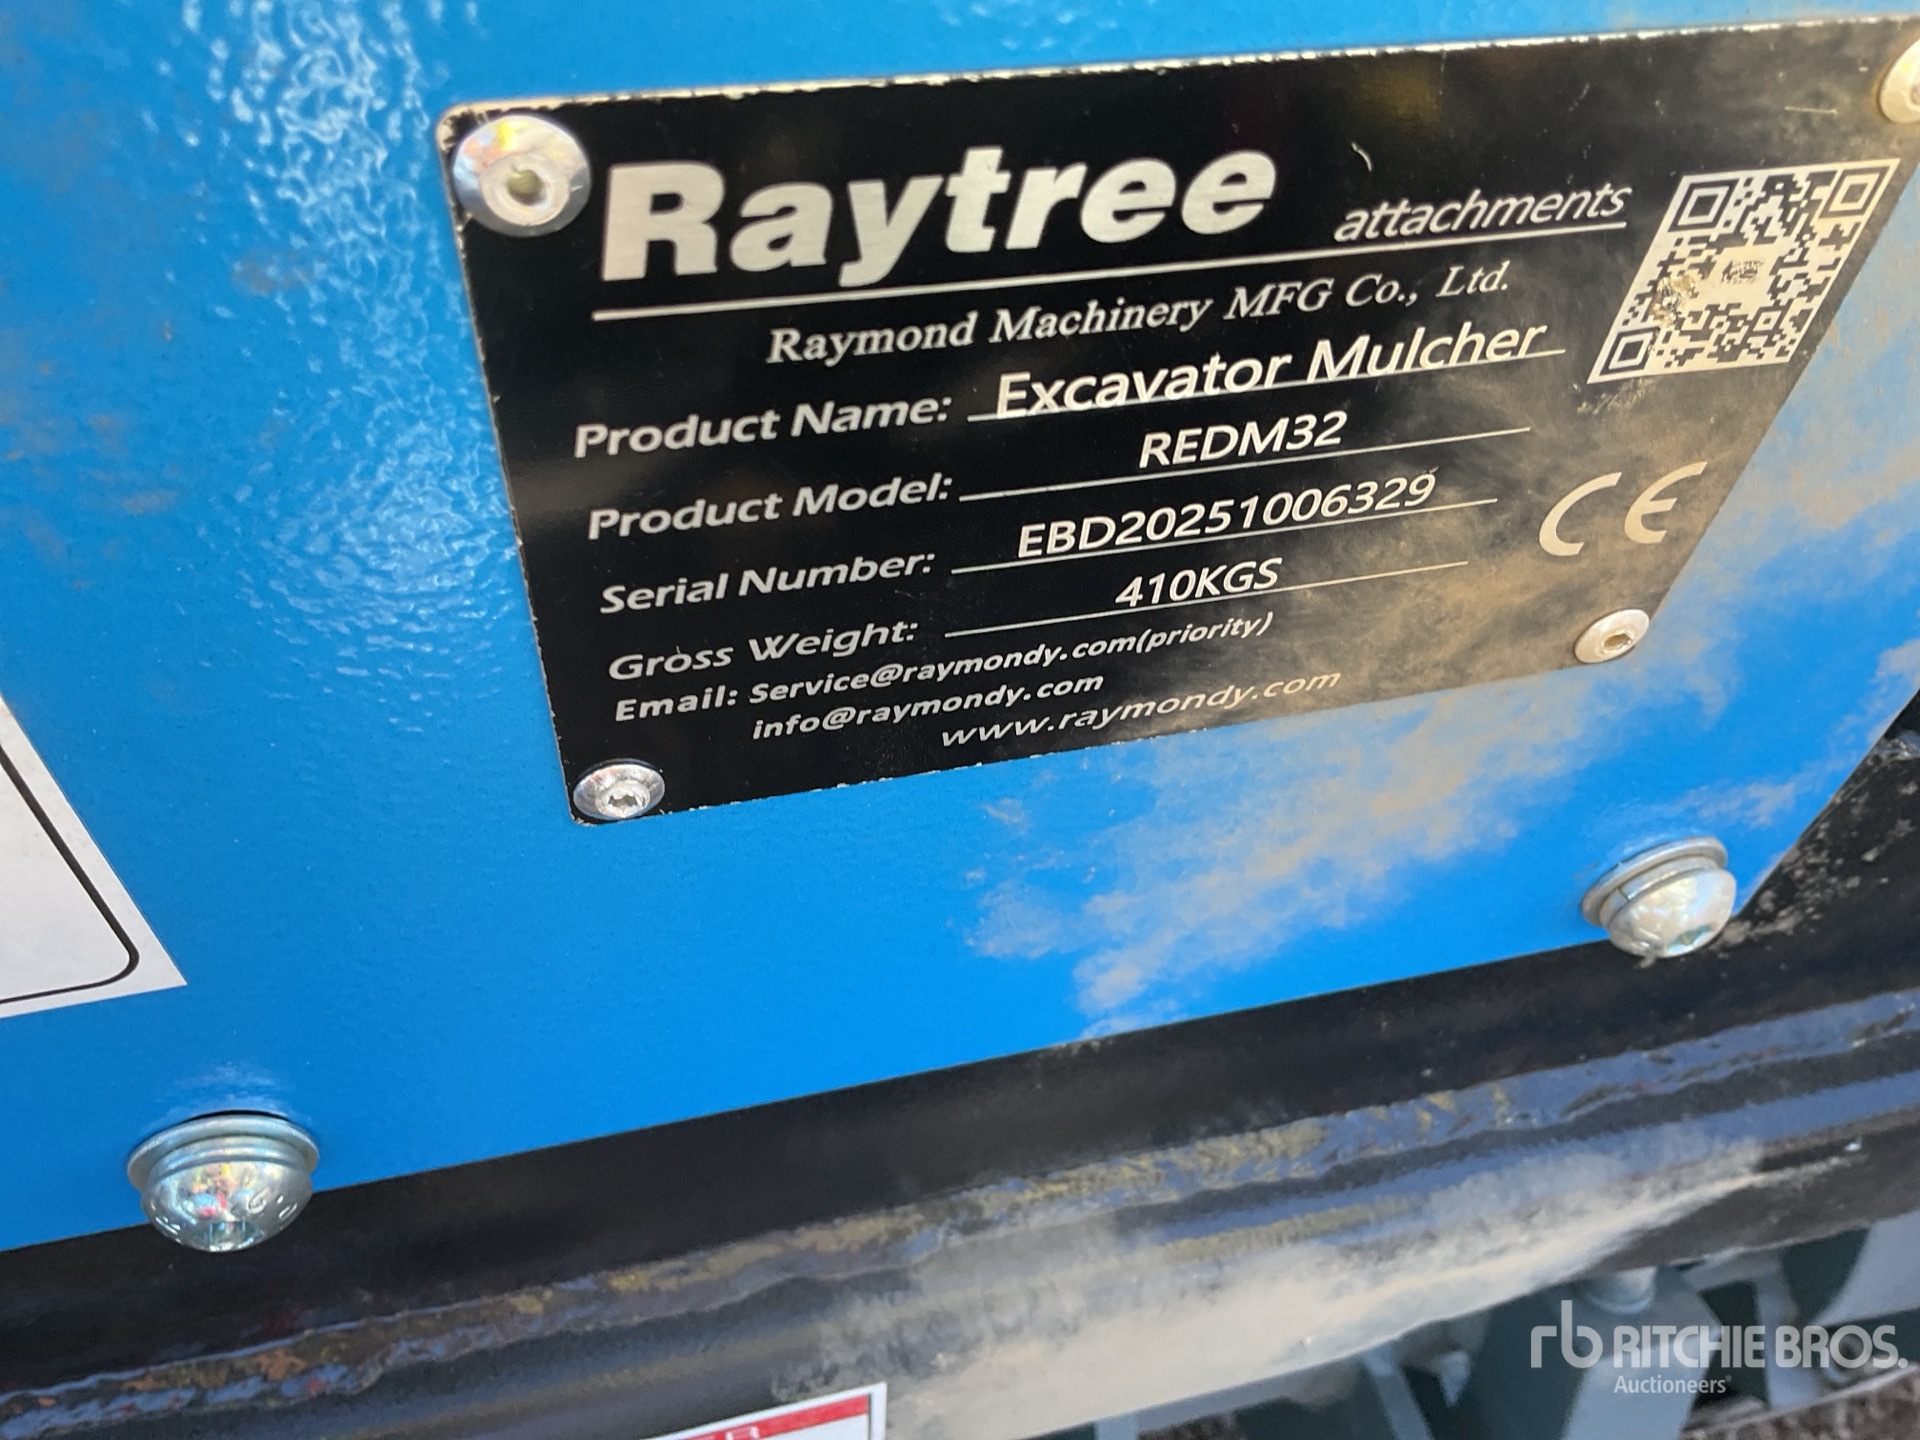 Raytree attachments
Raymond Machinery MFG Co., Ltd.
Product Name: Excavator Mulcher
Product Model: REDM32
Serial Number: EBD20251006329
Gross Weight: 410KGS
Email: Service@raymondy.com(priority)
info@raymondy.com
www.raymondy.com
CE
rb RITCHIE BROS.
Auctioneers